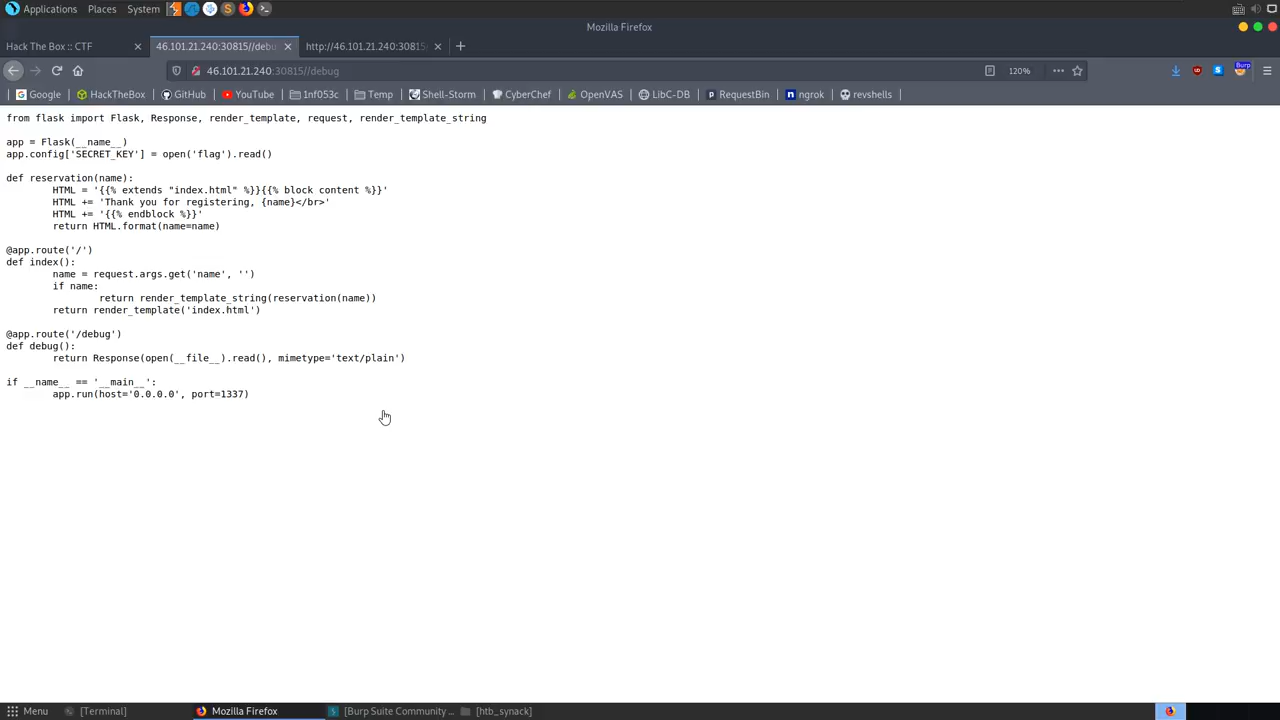 Applications Places System
Mozilla Firefox
Hack The Box :: CTF
46.101.21.240:30815//debu
http://46.101.21.240:30815/
46.101.21.240:30815//debug
120%
Burp
Google HackTheBox GitHub YouTube 1nf053c Temp Shell-Storm CyberChef OpenVAS LibC-DB RequestBin ngrok revshells
from flask import Flask, Response, render_template, request, render_template_string
app = Flask(__name__)
app.config['SECRET_KEY'] = open('flag').read()
def reservation(name):
HTML = '{{% extends "index.html" %}}{{% block content %}}'
HTML += 'Thank you for registering, {name}</br>'
HTML += '{{% endblock %}}'
return HTML.format(name=name)
@app.route('/')
def index():
name = request.args.get('name', '')
if name:
return render_template_string(reservation(name))
return render_template('index.html')
@app.route('/debug')
def debug():
return Response(open(__file__).read(), mimetype='text/plain')
if __name__ == '__main__':
app.run(host='0.0.0.0', port=1337)
Menu [Terminal] Mozilla Firefox [Burp Suite Community ... [htb_synack]